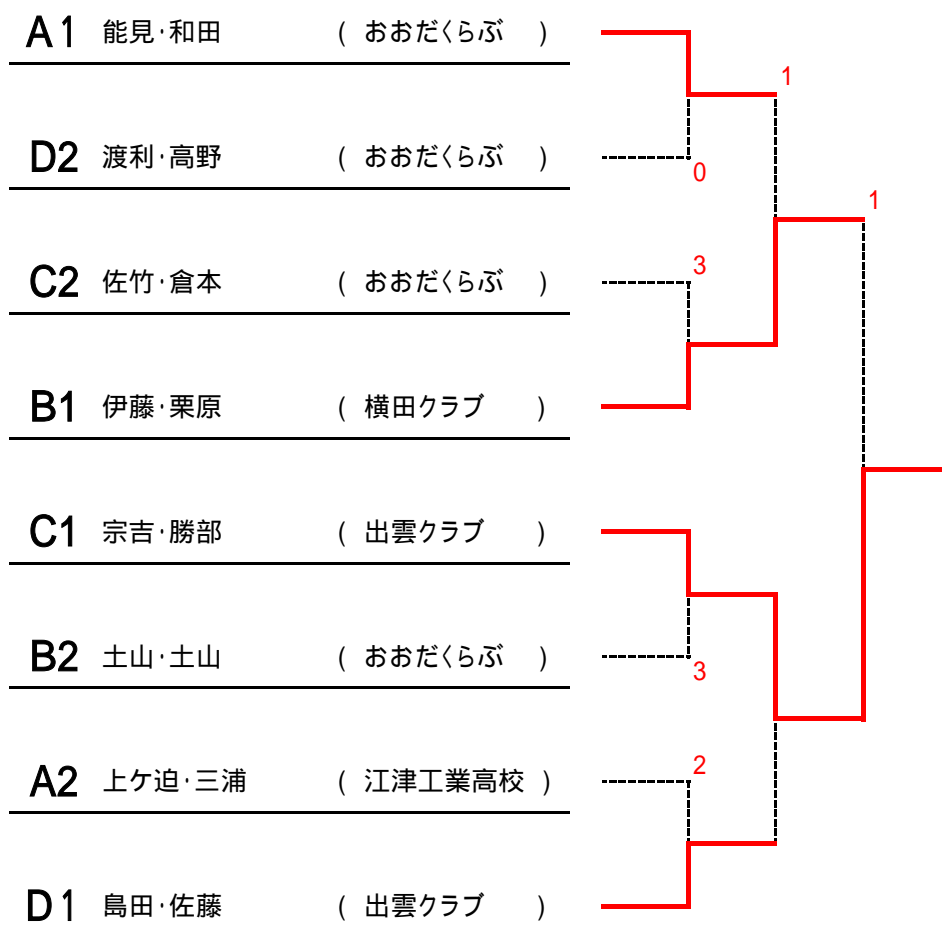 A1 能見・和田 ( おおだくらぶ )
1
D2 渡利・高野 ( おおだくらぶ )
0
1
C2 佐竹・倉本 ( おおだくらぶ )
3
B1 伊藤・栗原 ( 横田クラブ )
C1 宗吉・勝部 ( 出雲クラブ )
B2 土山・土山 ( おおだくらぶ )
3
A2 上ケ迫・三浦 ( 江津工業高校 )
2
D1 島田・佐藤 ( 出雲クラブ )